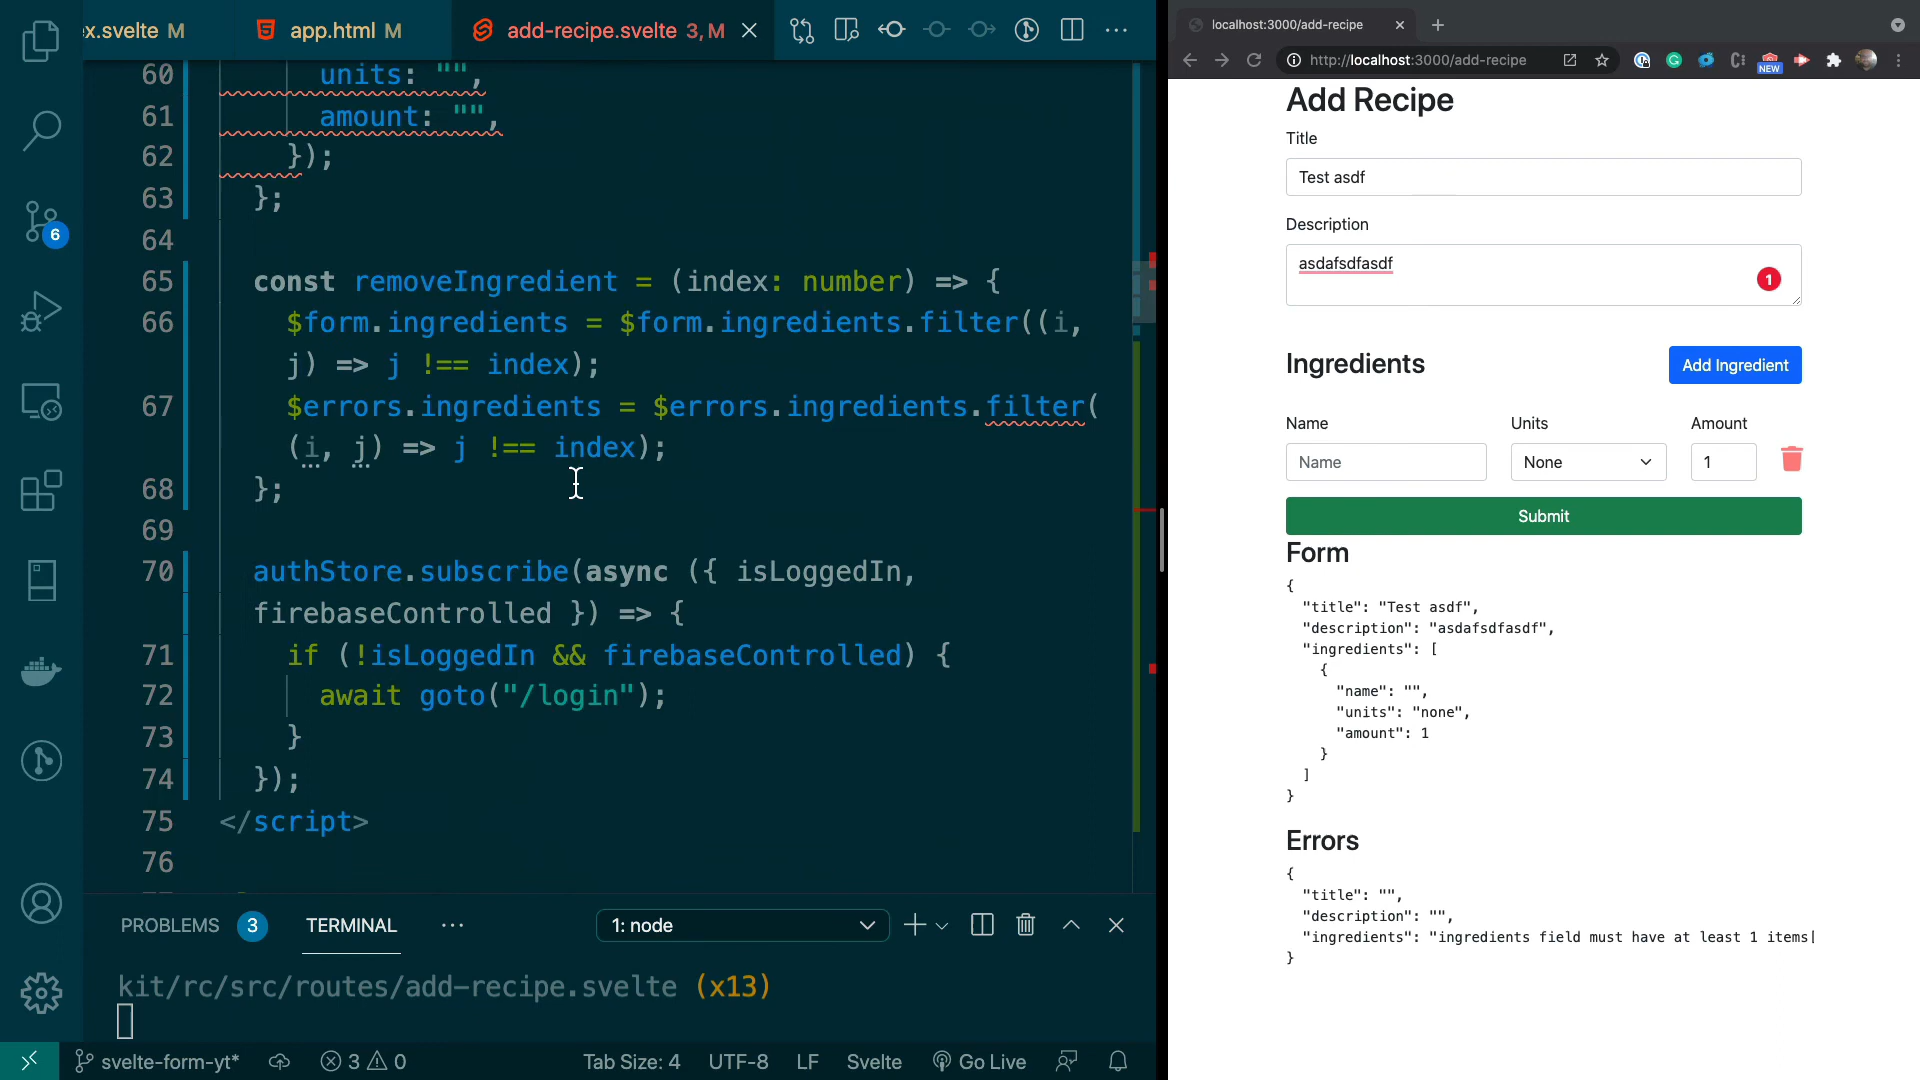 x.svelte M
app.html M
add-recipe.svelte 3, M
60 units: "",
61 amount: "",
62 });
63 };
64
65 const removeIngredient = (index: number) => {
66 $form.ingredients = $form.ingredients.filter((i,
j) => j !== index);
67 $errors.ingredients = $errors.ingredients.filter(
(i, j) => j !== index);
68 };
69
70 authStore.subscribe(async ({ isLoggedIn,
firebaseControlled }) => {
71 if (!isLoggedIn && firebaseControlled) {
72 await goto("/login");
73 }
74 });
75 </script>
76
6
PROBLEMS 3 TERMINAL ...
1: node
kit/rc/src/routes/add-recipe.svelte (x13)
svelte-form-yt* 3 0 Tab Size: 4 UTF-8 LF Svelte Go Live
localhost:3000/add-recipe
http://localhost:3000/add-recipe
NEW
Add Recipe
Title
Test asdf
Description
asdafsdfasdf
1
Ingredients
Add Ingredient
Name Units Amount
Name None 1
Submit
Form
{
"title": "Test asdf",
"description": "asdafsdfasdf",
"ingredients": [
{
"name": "",
"units": "none",
"amount": 1
}
]
}
Errors
{
"title": "",
"description": "",
"ingredients": "ingredients field must have at least 1 items
}